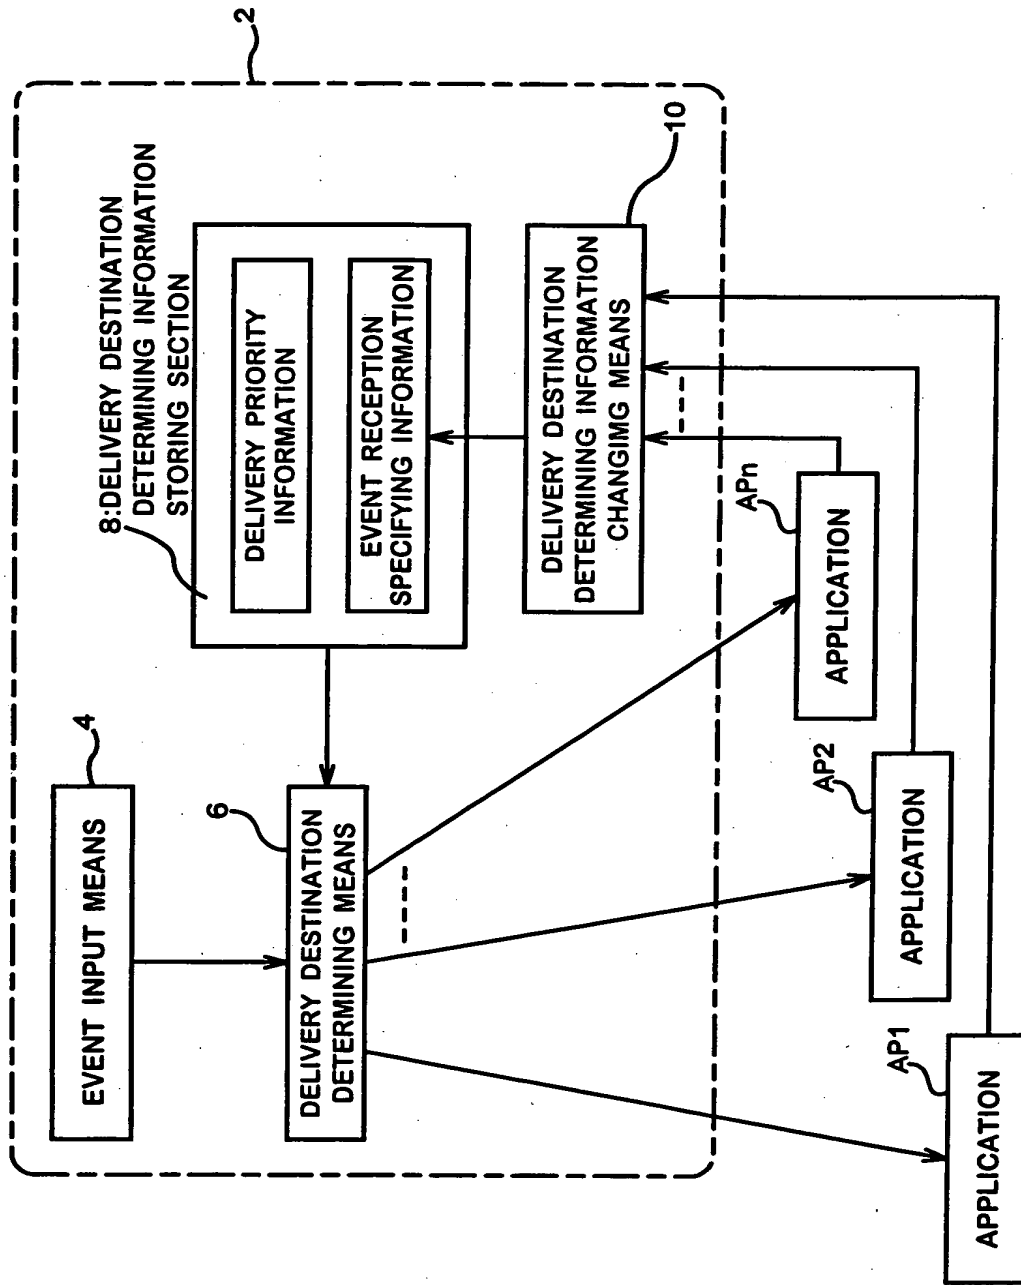 2
4
EVENT INPUT MEANS
8:DELIVERY DESTINATION
DETERMINING INFORMATION
STORING SECTION
DELIVERY PRIORITY
INFORMATION
EVENT RECEPTION
SPECIFYING INFORMATION
6
DELIVERY DESTINATION
DETERMINING MEANS
10
DELIVERY DESTINATION
DETERMINING INFORMATION
CHANGIMG MEANS
AP1
APPLICATION
AP2
APPLICATION
APn
APPLICATION